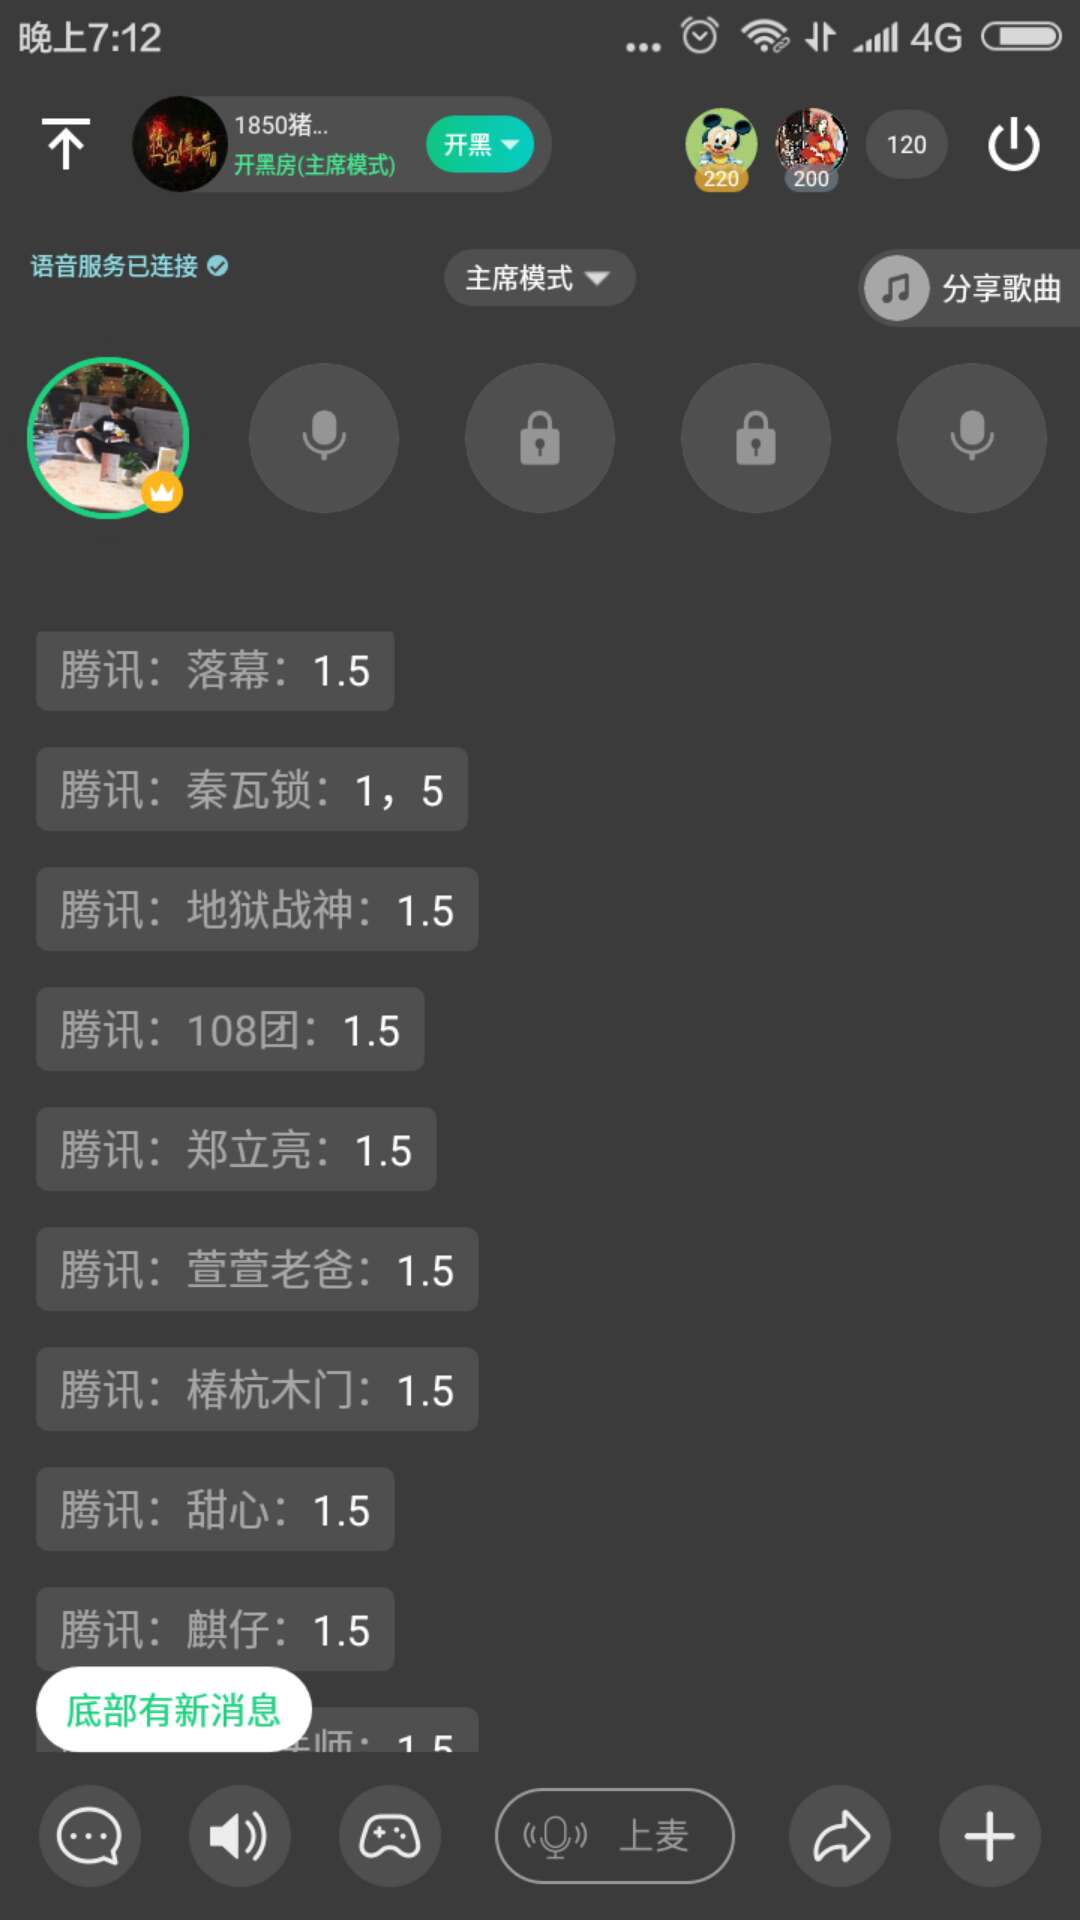 晚上7:12
4G
热血传奇
1850猪...
开黑房(主席模式)
开黑
220
200
120
语音服务已连接
主席模式
分享歌曲
腾讯：落幕：1.5
腾讯：秦瓦锁：1，5
腾讯：地狱战神：1.5
腾讯：108团：1.5
腾讯：郑立亮：1.5
腾讯：萱萱老爸：1.5
腾讯：椿杭木门：1.5
腾讯：甜心：1.5
腾讯：麒仔：1.5
底部有新消息
师：1.5
上麦